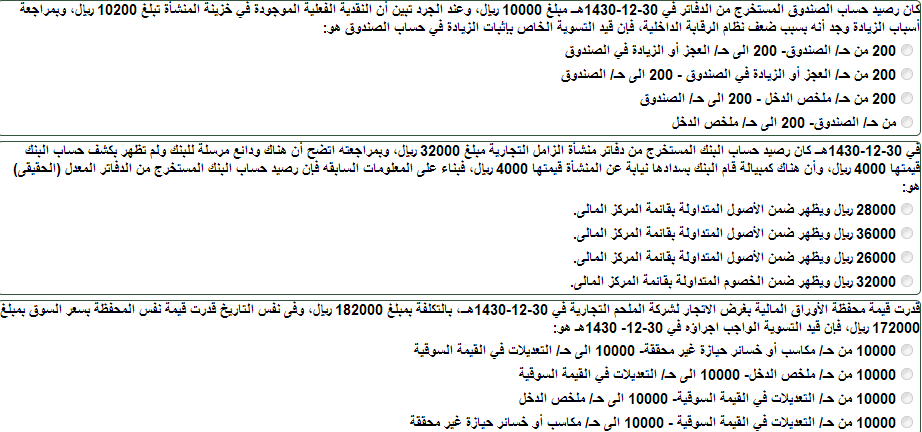 كان رصيد حساب الصندوق المستخرج من الدفاتر في 30-12-1430هـ مبلغ 10000 ريال، وعند الجرد تبين أن النقدية الفعلية الموجودة في خزينة المنشأة تبلغ 10200 ريال، وبمراجعة
أسباب الزيادة وجد أنه بسبب ضعف نظام الرقابة الداخلية، فإن قيد التسوية الخاص بإثبات الزيادة في حساب الصندوق هو:
200 من حـ/ الصندوق- 200 الى حـ/ العجز أو الزيادة في الصندوق
200 من حـ/ العجز أو الزيادة في الصندوق - 200 الى حـ/ الصندوق
200 من حـ/ ملخص الدخل - 200 الى حـ/ الصندوق
من حـ/ الصندوق- 200 الى حـ/ ملخص الدخل
في 30-12-1430هـ كان رصيد حساب البنك المستخرج من دفاتر منشأة الزامل التجارية مبلغ 32000 ريال، وبمراجعته اتضح أن هناك ودائع مرسلة للبنك ولم تظهر بكشف حساب البنك
قيمتها 4000 ريال، وأن هناك كمبيالة قام البنك بسدادها نيابة عن المنشأة قيمتها 4000 ريال، فبناء على المعلومات السابقه فإن رصيد حساب البنك المستخرج من الدفاتر المعدل (الحقيقى)
هو:
28000 ريال ويظهر ضمن الأصول المتداولة بقائمة المركز المالى.
36000 ريال ويظهر ضمن الأصول المتداولة بقائمة المركز المالى.
26000 ريال ويظهر ضمن الأصول المتداولة بقائمة المركز المالى.
32000 ريال ويظهر ضمن الخصوم المتداولة بقائمة المركز المالى.
قدرت قيمة محفظة الأوراق المالية بغرض الاتجار لشركة الملحم التجارية في 30-12-1430هـ، بالتكلفة بمبلغ 182000 ريال، وفى نفس التاريخ قدرت قيمة نفس المحفظة بسعر السوق بمبلغ
172000 ريال، فإن قيد التسوية الواجب اجراؤه في 30-12- 1430هـ هو:
10000 من حـ/ مكاسب أو خسائر حيازة غير محققة- 10000 الى حـ/ التعديلات في القيمة السوقية
10000 من حـ/ ملخص الدخل- 10000 الى حـ/ التعديلات في القيمة السوقية
10000 من حـ/ التعديلات في القيمة السوقية- 10000 الى حـ/ ملخص الدخل
10000 من حـ/ التعديلات في القيمة السوقية - 10000 الى حـ/ مكاسب أو خسائر حيازة غير محققة